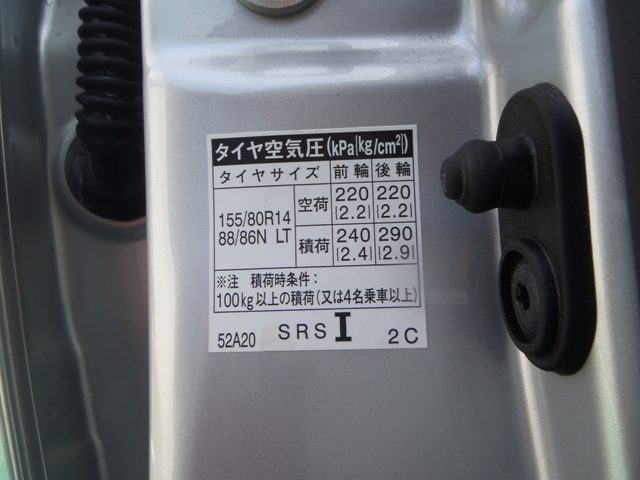 タイヤ空気圧(kPa{kg/cm²})
タイヤサイズ 前輪 後輪
155/80R14 88/86N LT
空荷 220{2.2} 220{2.2}
積荷 240{2.4} 290{2.9}
※注 積荷時条件:
100kg以上の積荷(又は4名乗車以上)
52A20 SRS I 2C